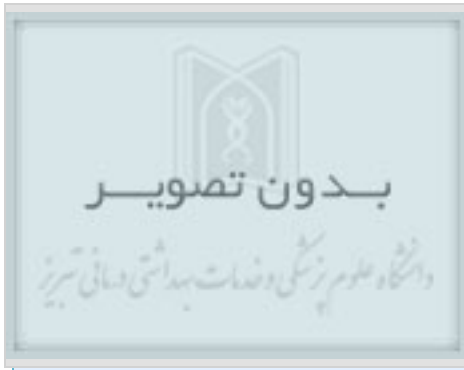 بدون تصویر
دانشگاه علوم پزشکی و خدمات بهداشتی درمانی تبریز